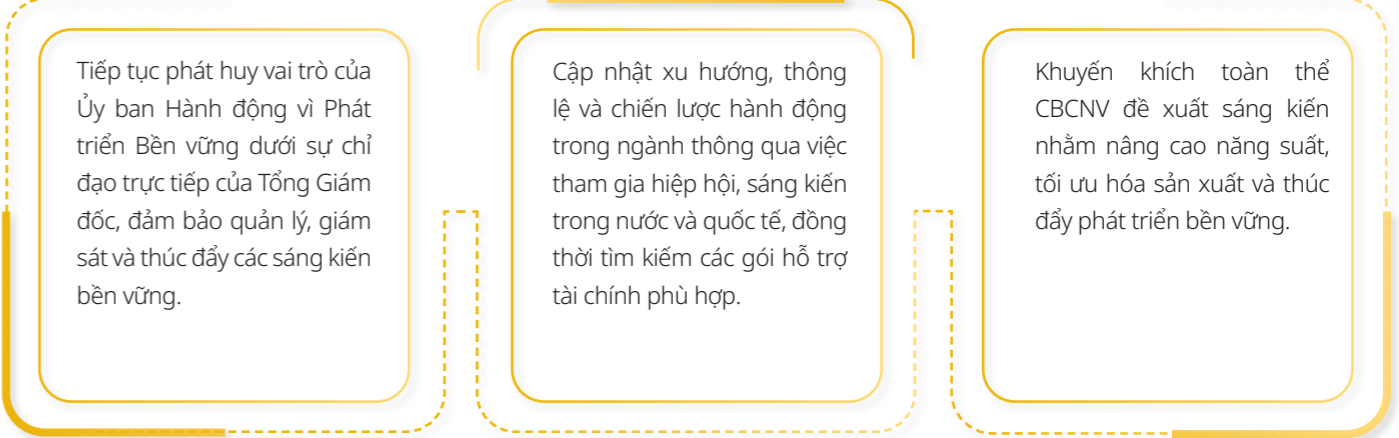 Tiếp tục phát huy vai trò của
Ủy ban Hành động vì Phát
triển Bền vững dưới sự chỉ
đạo trực tiếp của Tổng Giám
đốc, đảm bảo quản lý, giám
sát và thúc đẩy các sáng kiến
bền vững.
Cập nhật xu hướng, thông
lệ và chiến lược hành động
trong ngành thông qua việc
tham gia hiệp hội, sáng kiến
trong nước và quốc tế, đồng
thời tìm kiếm các gói hỗ trợ
tài chính phù hợp.
Khuyến khích toàn thể
CBCNV đề xuất sáng kiến
nhằm nâng cao năng suất,
tối ưu hóa sản xuất và thúc
đẩy phát triển bền vững.